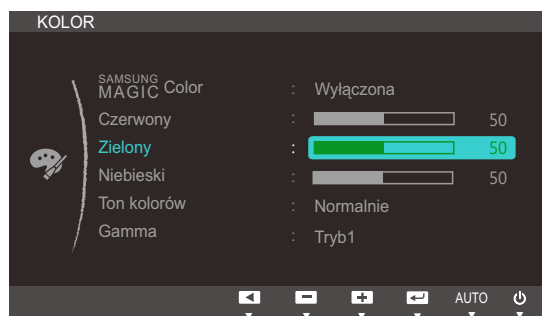 KOLOR
SAMSUNG MAGIC Color : Wyłączona
Czerwony : 50
Zielony : 50
Niebieski : 50
Ton kolorów : Normalnie
Gamma : Tryb1
AUTO